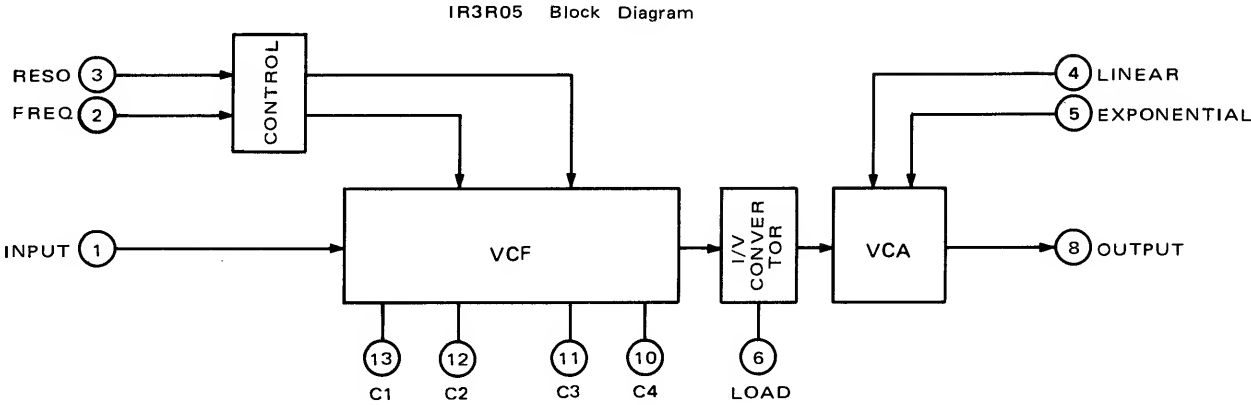 IR3R05 Block Diagram
RESO 3
FREQ 2
CONTROL
4 LINEAR
5 EXPONENTIAL
INPUT 1
VCF
I/V
CONVER
TOR
VCA
8 OUTPUT
13
12
11
10
6
C1
C2
C3
C4
LOAD